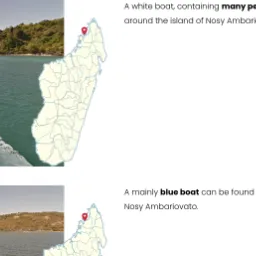 A white boat, containing many pe
around the island of Nosy Ambari
A mainly blue boat can be found
Nosy Ambariovato.